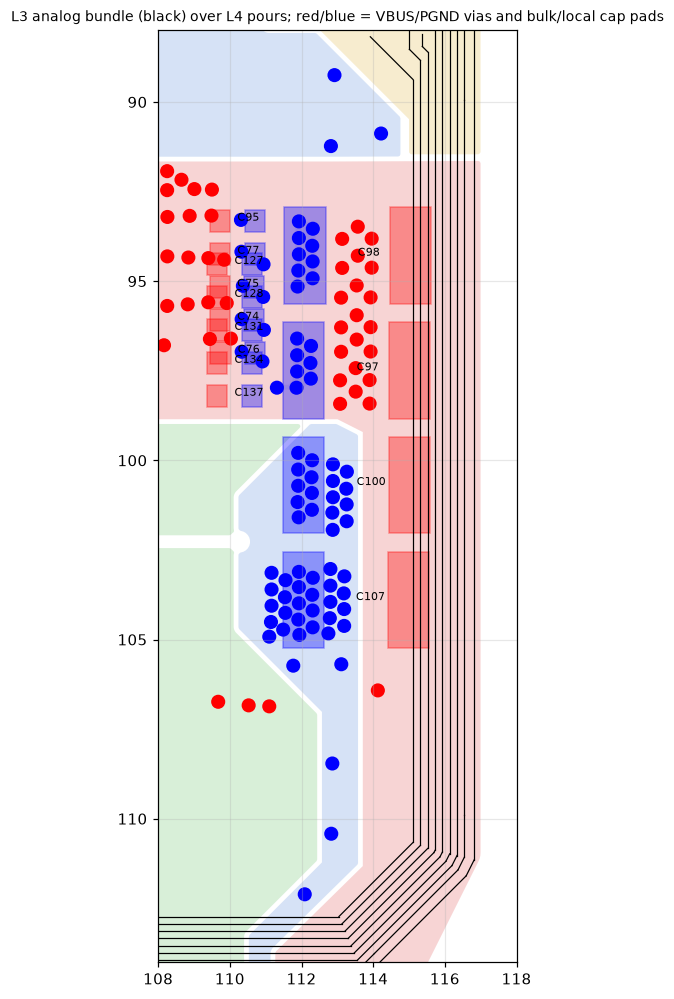 L3 analog bundle (black) over L4 pours; red/blue = VBUS/PGND vias and bulk/local cap pads
90
C95
C77
C98
C127
95
C75
C128
C74
C131
C76
C134
C97
C137
100
C100
C107
105
110
108
110
112
114
116
118